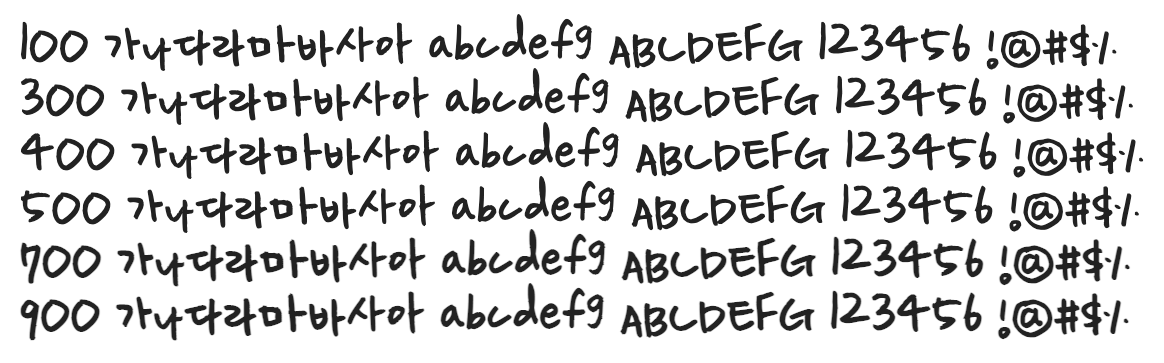 100 가나다라마바사아 abcdefg ABCDEFG 123456 !@#$%
300 가나다라마바사아 abcdefg ABCDEFG 123456 !@#$%
400 가나다라마바사아 abcdefg ABCDEFG 123456 !@#$%
500 가나다라마바사아 abcdefg ABCDEFG 123456 !@#$%
700 가나다라마바사아 abcdefg ABCDEFG 123456 !@#$%
900 가나다라마바사아 abcdefg ABCDEFG 123456 !@#$%